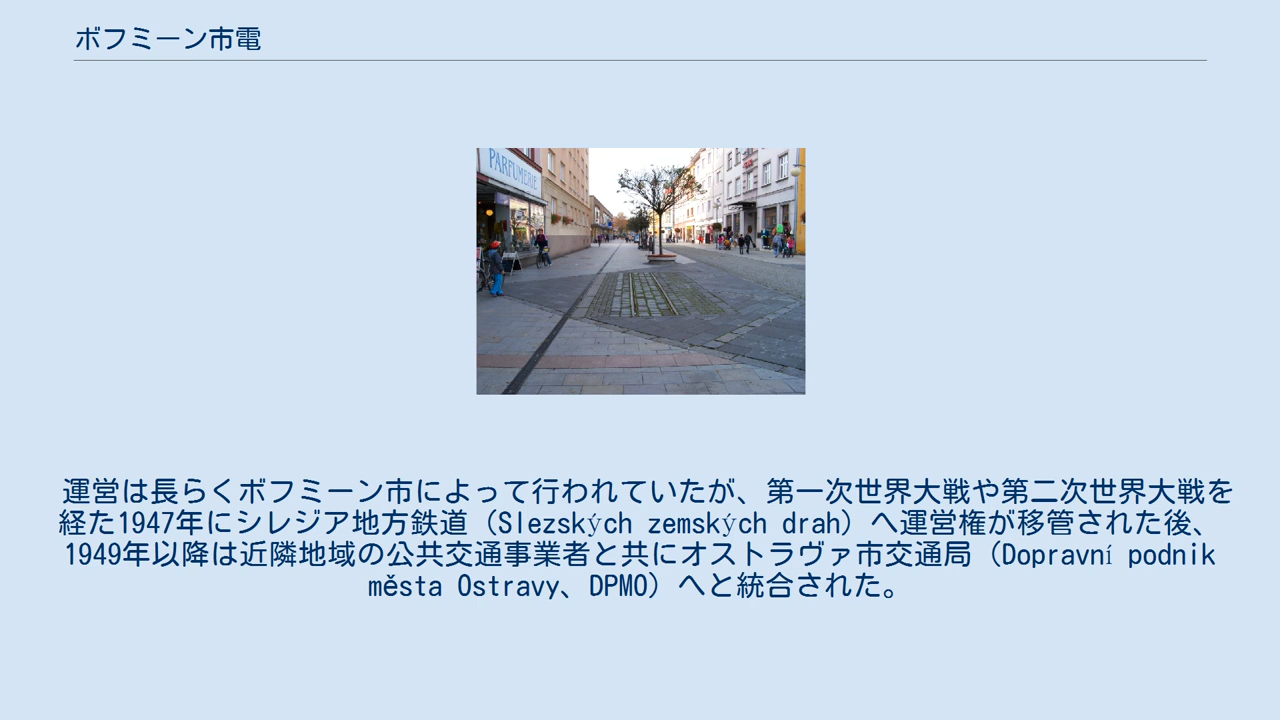 ボフミーン市電
PARFUMERIE
運営は長らくボフミーン市によって行われていたが、第一次世界大戦や第二次世界大戦を
経た1947年にシレジア地方鉄道（Slezských zemských drah）へ運営権が移管された後、
1949年以降は近隣地域の公共交通事業者と共にオストラヴァ市交通局（Dopravní podnik
města Ostravy、DPMO）へと統合された。